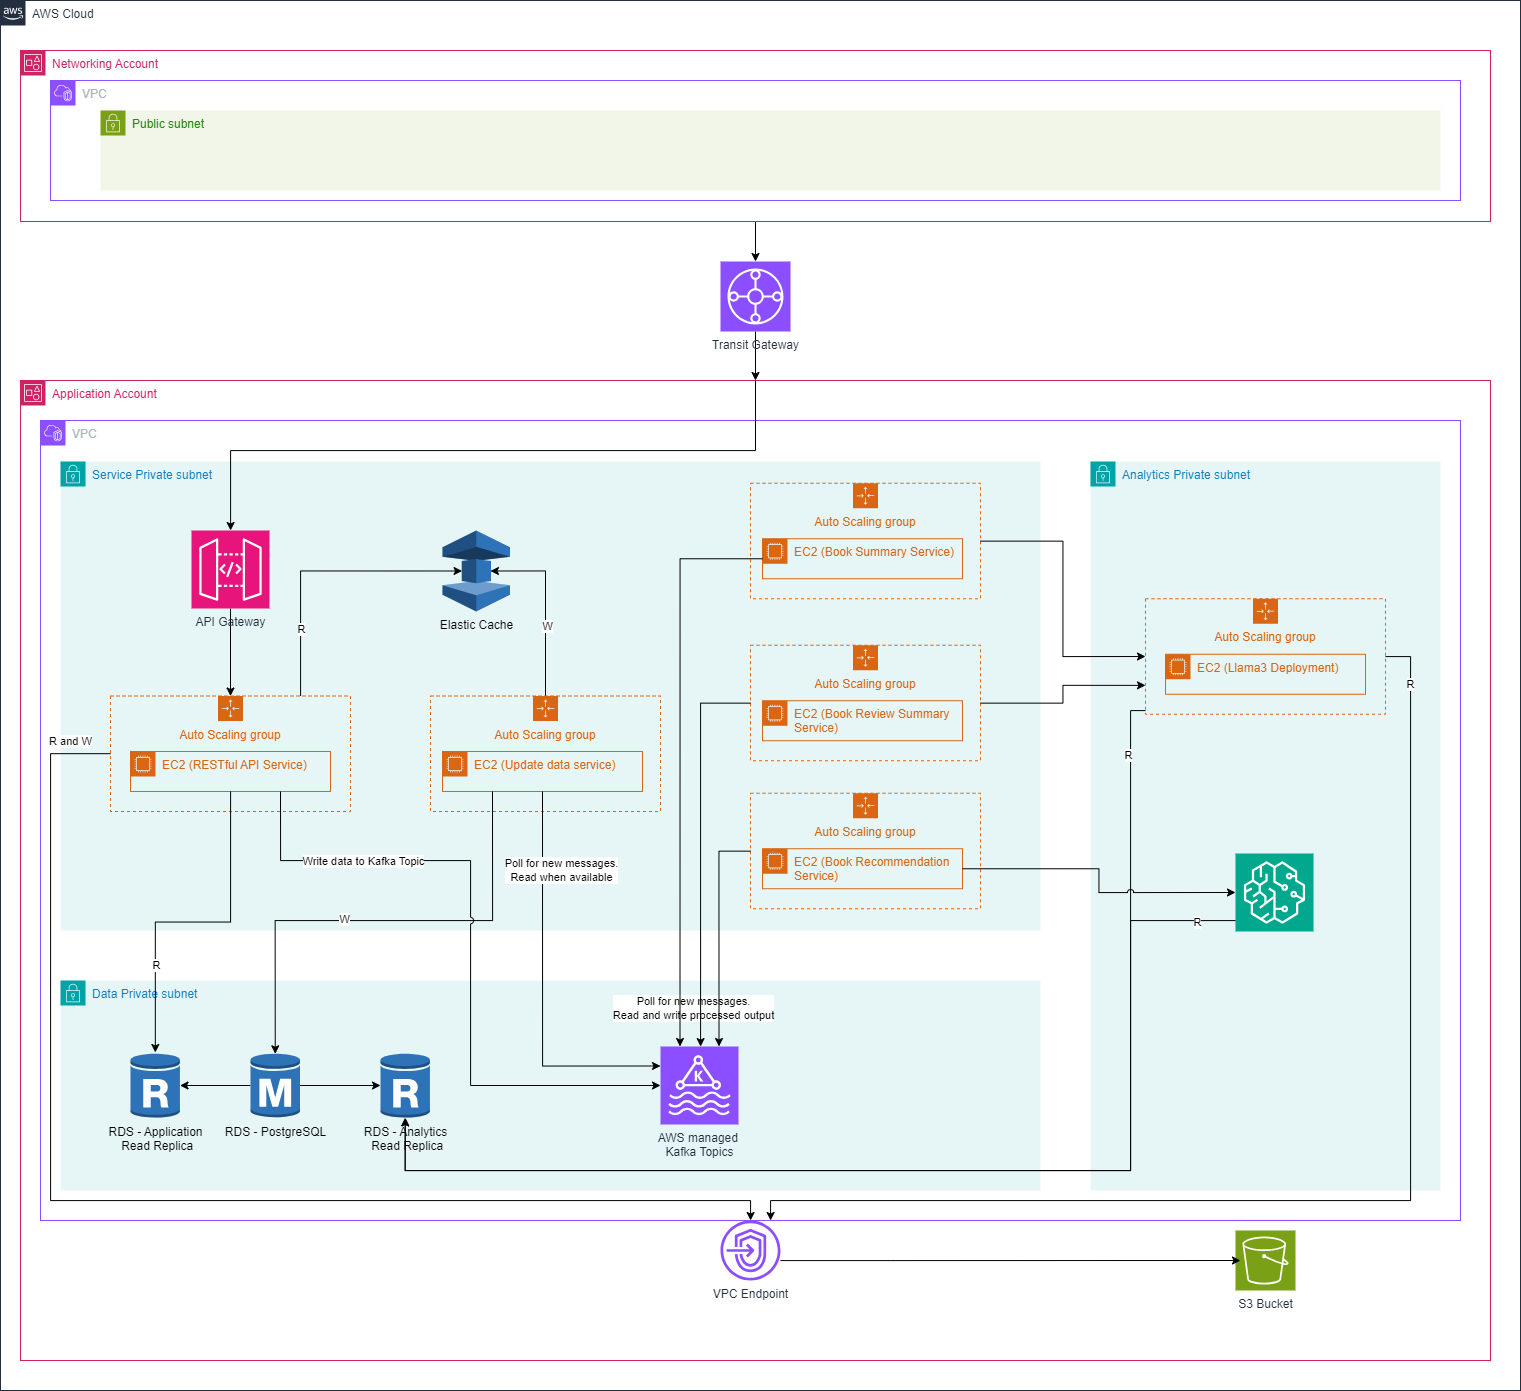 aws
AWS Cloud
Networking Account
VPC
Public subnet
Transit Gateway
Application Account
VPC
Service Private subnet
Analytics Private subnet
Auto Scaling group
EC2 (Book Summary Service)
API Gateway
Elastic Cache
R
W
Auto Scaling group
EC2 (Llama3 Deployment)
R
Auto Scaling group
EC2 (Book Review Summary
Service)
R and W
Auto Scaling group
EC2 (RESTful API Service)
Auto Scaling group
EC2 (Update data service)
R
Auto Scaling group
EC2 (Book Recommendation
Service)
Write data to Kafka Topic
Poll for new messages.
Read when available
W
R
R
Data Private subnet
Poll for new messages.
Read and write processed output
R
M
R
K
RDS - Application
Read Replica
RDS - PostgreSQL
RDS - Analytics
Read Replica
AWS managed
Kafka Topics
VPC Endpoint
S3 Bucket